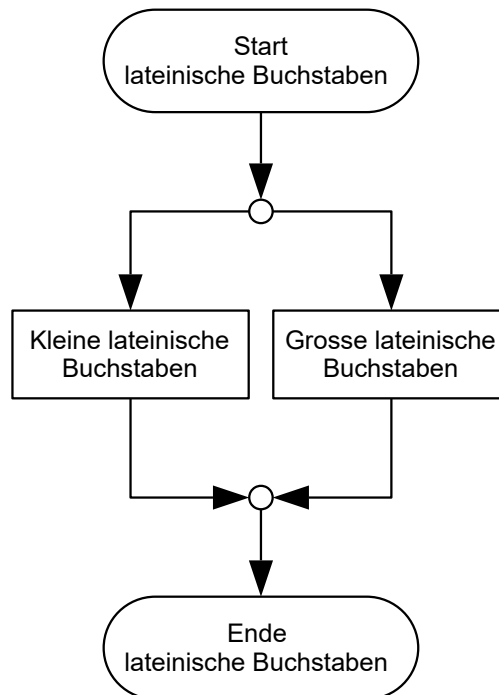 Start
lateinische Buchstaben
Kleine lateinische
Buchstaben
Grosse lateinische
Buchstaben
Ende
lateinische Buchstaben